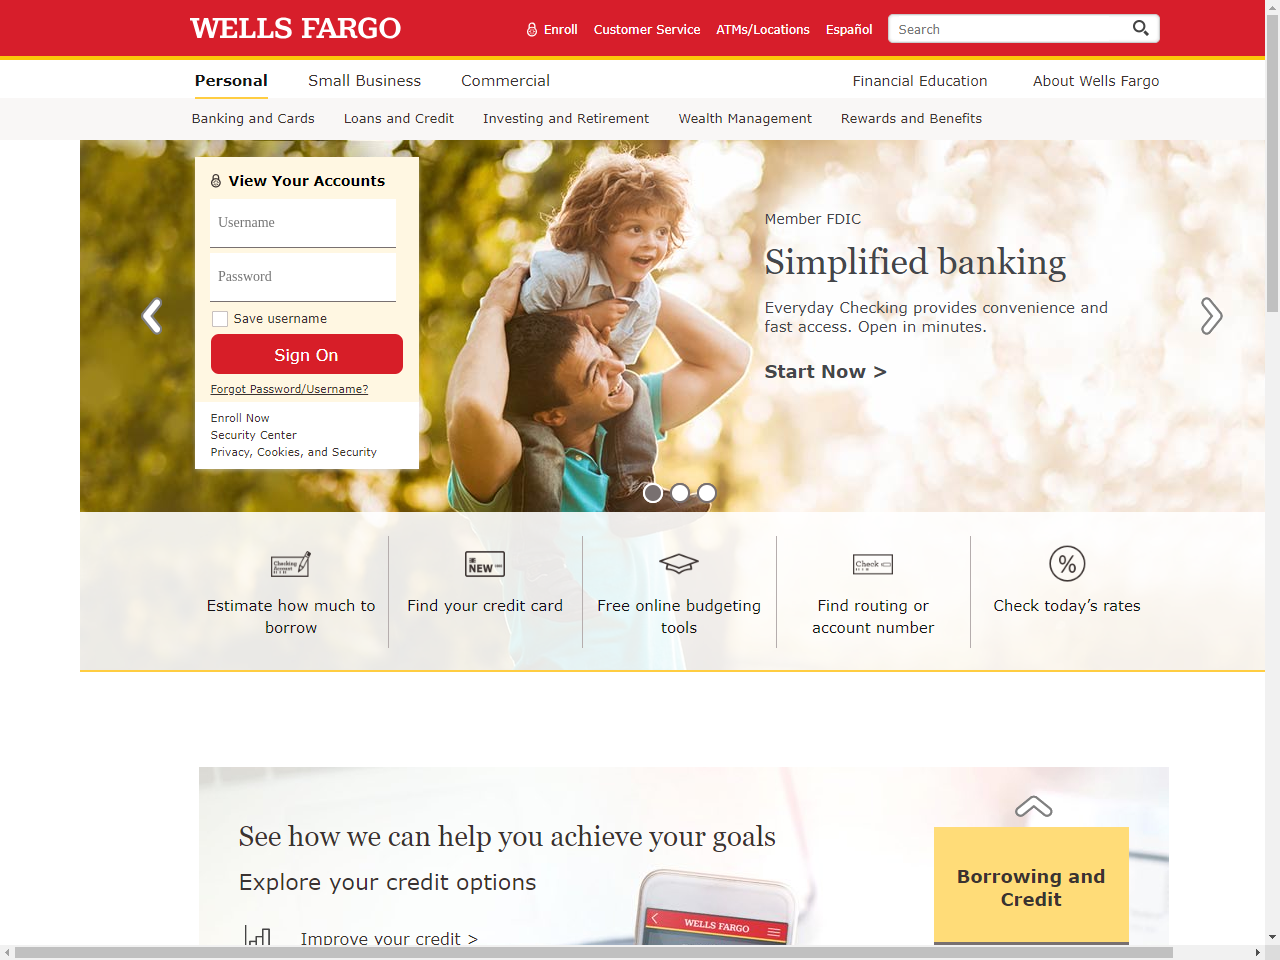 WELLS FARGO
Enroll
Customer Service
ATMs/Locations
Español
Search
Personal
Small Business
Commercial
Financial Education
About Wells Fargo
Banking and Cards
Loans and Credit
Investing and Retirement
Wealth Management
Rewards and Benefits
View Your Accounts
Username
Password
Save username
Sign On
Forgot Password/Username?
Enroll Now
Security Center
Privacy, Cookies, and Security
Member FDIC
Simplified banking
Everyday Checking provides convenience and
fast access. Open in minutes.
Start Now >
Checking
Account
Estimate how much to
borrow
NEW
Find your credit card
Free online budgeting
tools
Check
Find routing or
account number
%
Check today's rates
See how we can help you achieve your goals
Explore your credit options
Improve your credit >
WELLS FARGO
Borrowing and
Credit